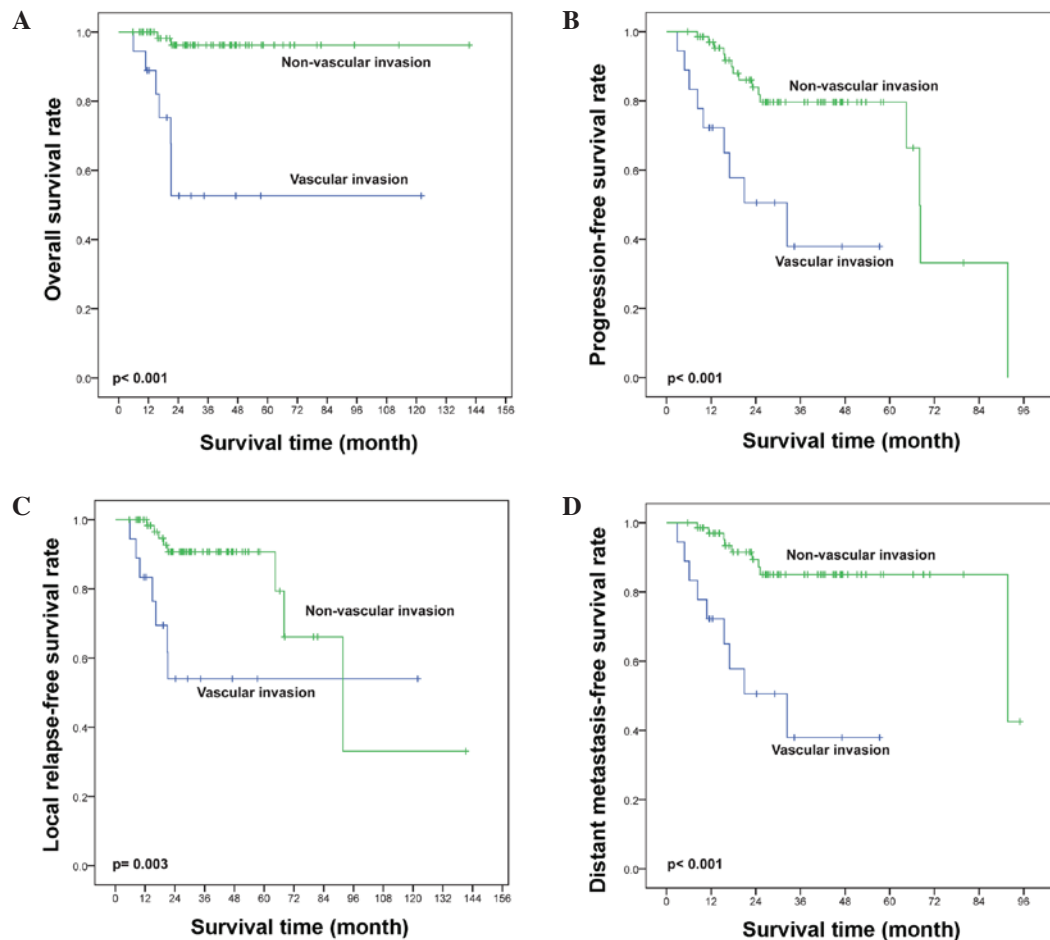 A
Overall survival rate
1.0
0.8
0.6
0.4
0.2
0.0
Non-vascular invasion
Vascular invasion
p< 0.001
0 12 24 36 48 60 72 84 96 108 120 132 144 156
Survival time (month)
B
Progression-free survival rate
1.0
0.8
0.6
0.4
0.2
0.0
Non-vascular invasion
Vascular invasion
p< 0.001
0 12 24 36 48 60 72 84 96
Survival time (month)
C
Local relapse-free survival rate
1.0
0.8
0.6
0.4
0.2
0.0
Non-vascular invasion
Vascular invasion
p= 0.003
0 12 24 36 48 60 72 84 96 108 120 132 144 156
Survival time (month)
D
Distant metastasis-free survival rate
1.0
0.8
0.6
0.4
0.2
0.0
Non-vascular invasion
Vascular invasion
p< 0.001
0 12 24 36 48 60 72 84 96
Survival time (month)